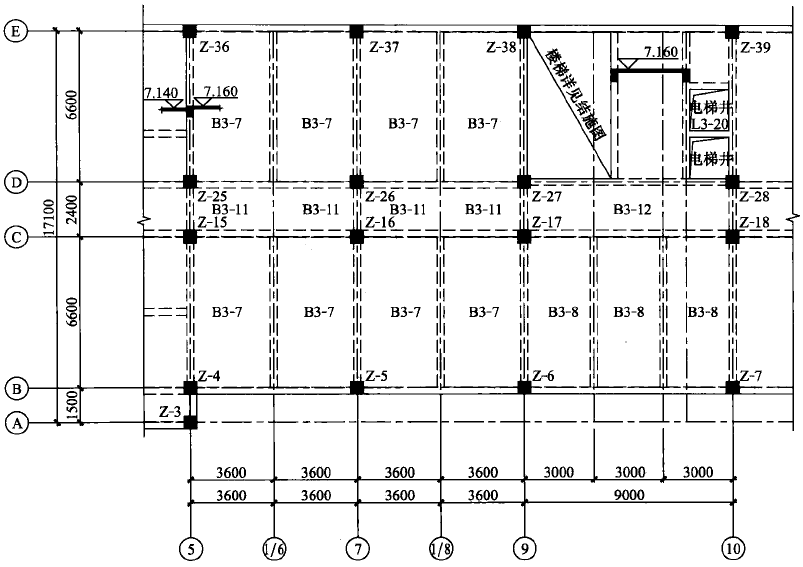 E
Z-36
Z-37
Z-38
Z-39
7.160
楼梯详见结施图
7.140
7.160
6600
B3-7
B3-7
B3-7
B3-7
电梯井
L3-20
电梯井
D
Z-25
Z-26
Z-27
Z-28
17100
2400
B3-11
B3-11
B3-11
B3-11
B3-12
Z-15
Z-16
Z-17
Z-18
C
6600
B3-7
B3-7
B3-7
B3-7
B3-8
B3-8
B3-8
Z-4
Z-5
Z-6
Z-7
B
1500
Z-3
A
3600
3600
3600
3600
3000
3000
3000
3600
3600
3600
3600
9000
5
1/6
7
1/8
9
10